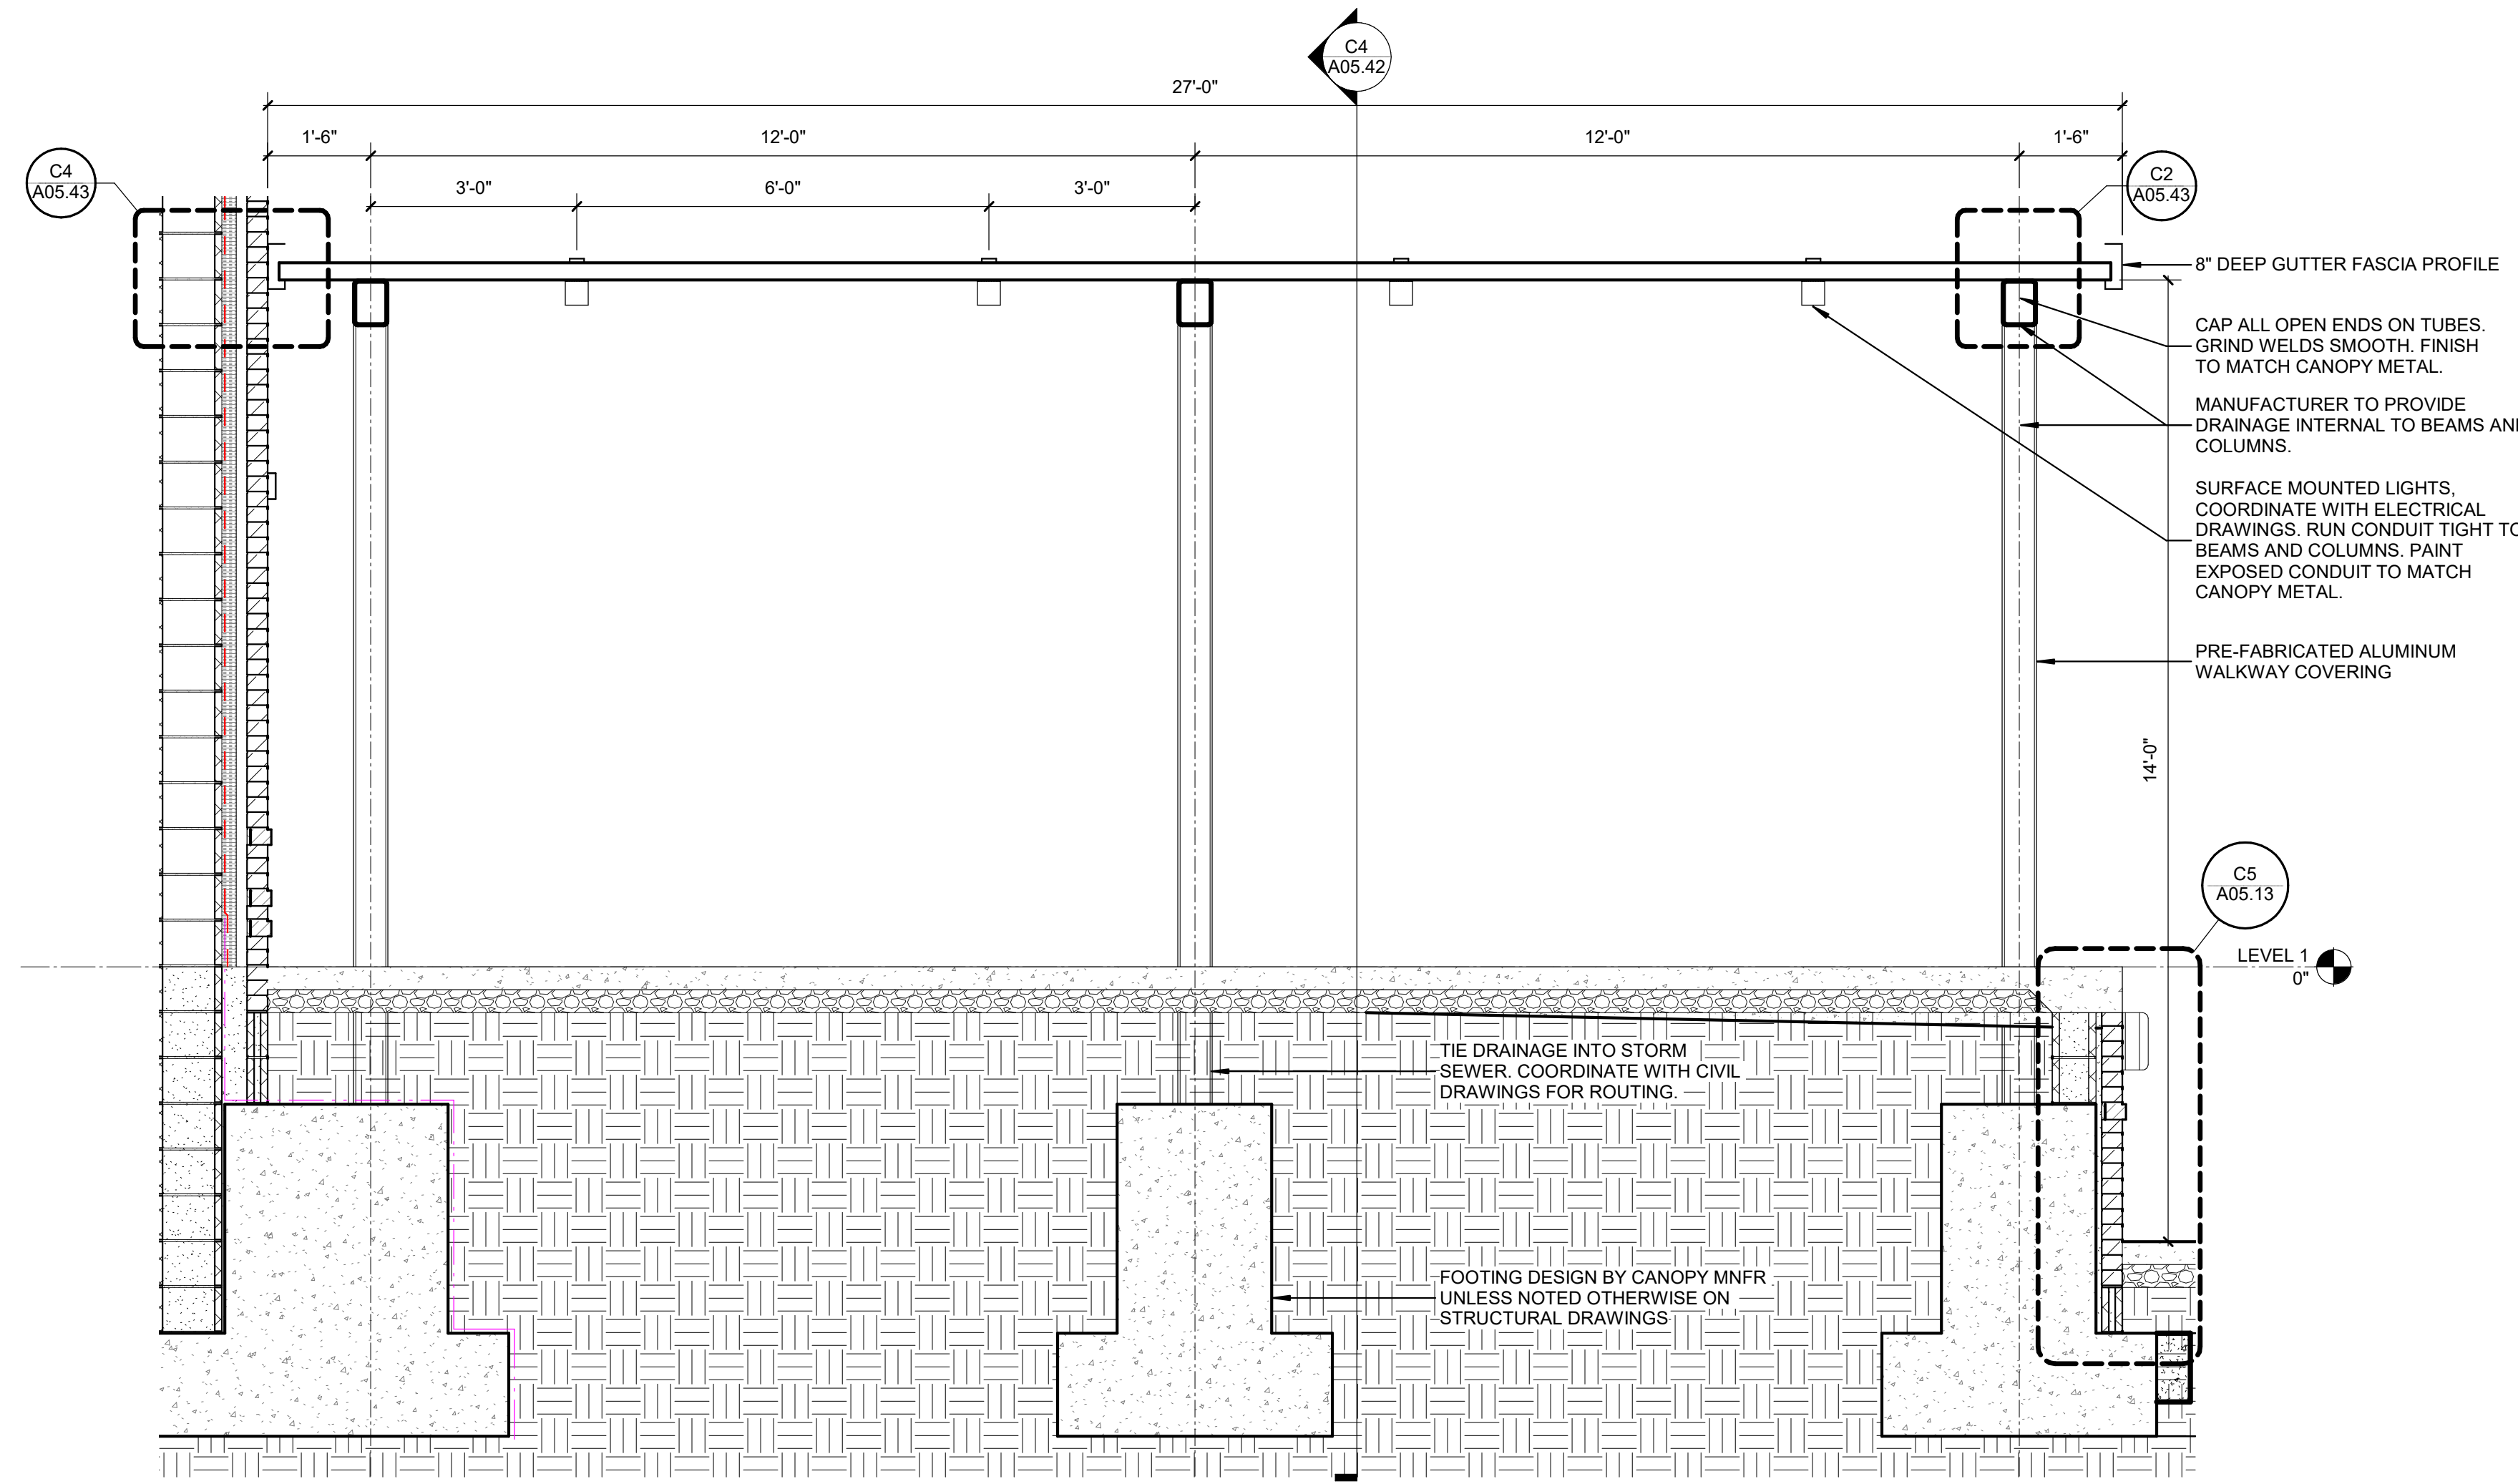 C4
A05.42
27'-0"
1'-6"
12'-0"
12'-0"
1'-6"
C4
A05.43
C2
A05.43
3'-0"
6'-0"
3'-0"
8" DEEP GUTTER FASCIA PROFILE
CAP ALL OPEN ENDS ON TUBES.
GRIND WELDS SMOOTH. FINISH
TO MATCH CANOPY METAL.
MANUFACTURER TO PROVIDE
DRAINAGE INTERNAL TO BEAMS AN
COLUMNS.
SURFACE MOUNTED LIGHTS,
COORDINATE WITH ELECTRICAL
DRAWINGS. RUN CONDUIT TIGHT TO
BEAMS AND COLUMNS. PAINT
EXPOSED CONDUIT TO MATCH
CANOPY METAL.
PRE-FABRICATED ALUMINUM
WALKWAY COVERING
14'-0"
C5
A05.13
LEVEL 1
0"
TIE DRAINAGE INTO STORM
SEWER. COORDINATE WITH CIVIL
DRAWINGS FOR ROUTING.
FOOTING DESIGN BY CANOPY MNFR
UNLESS NOTED OTHERWISE ON
STRUCTURAL DRAWINGS